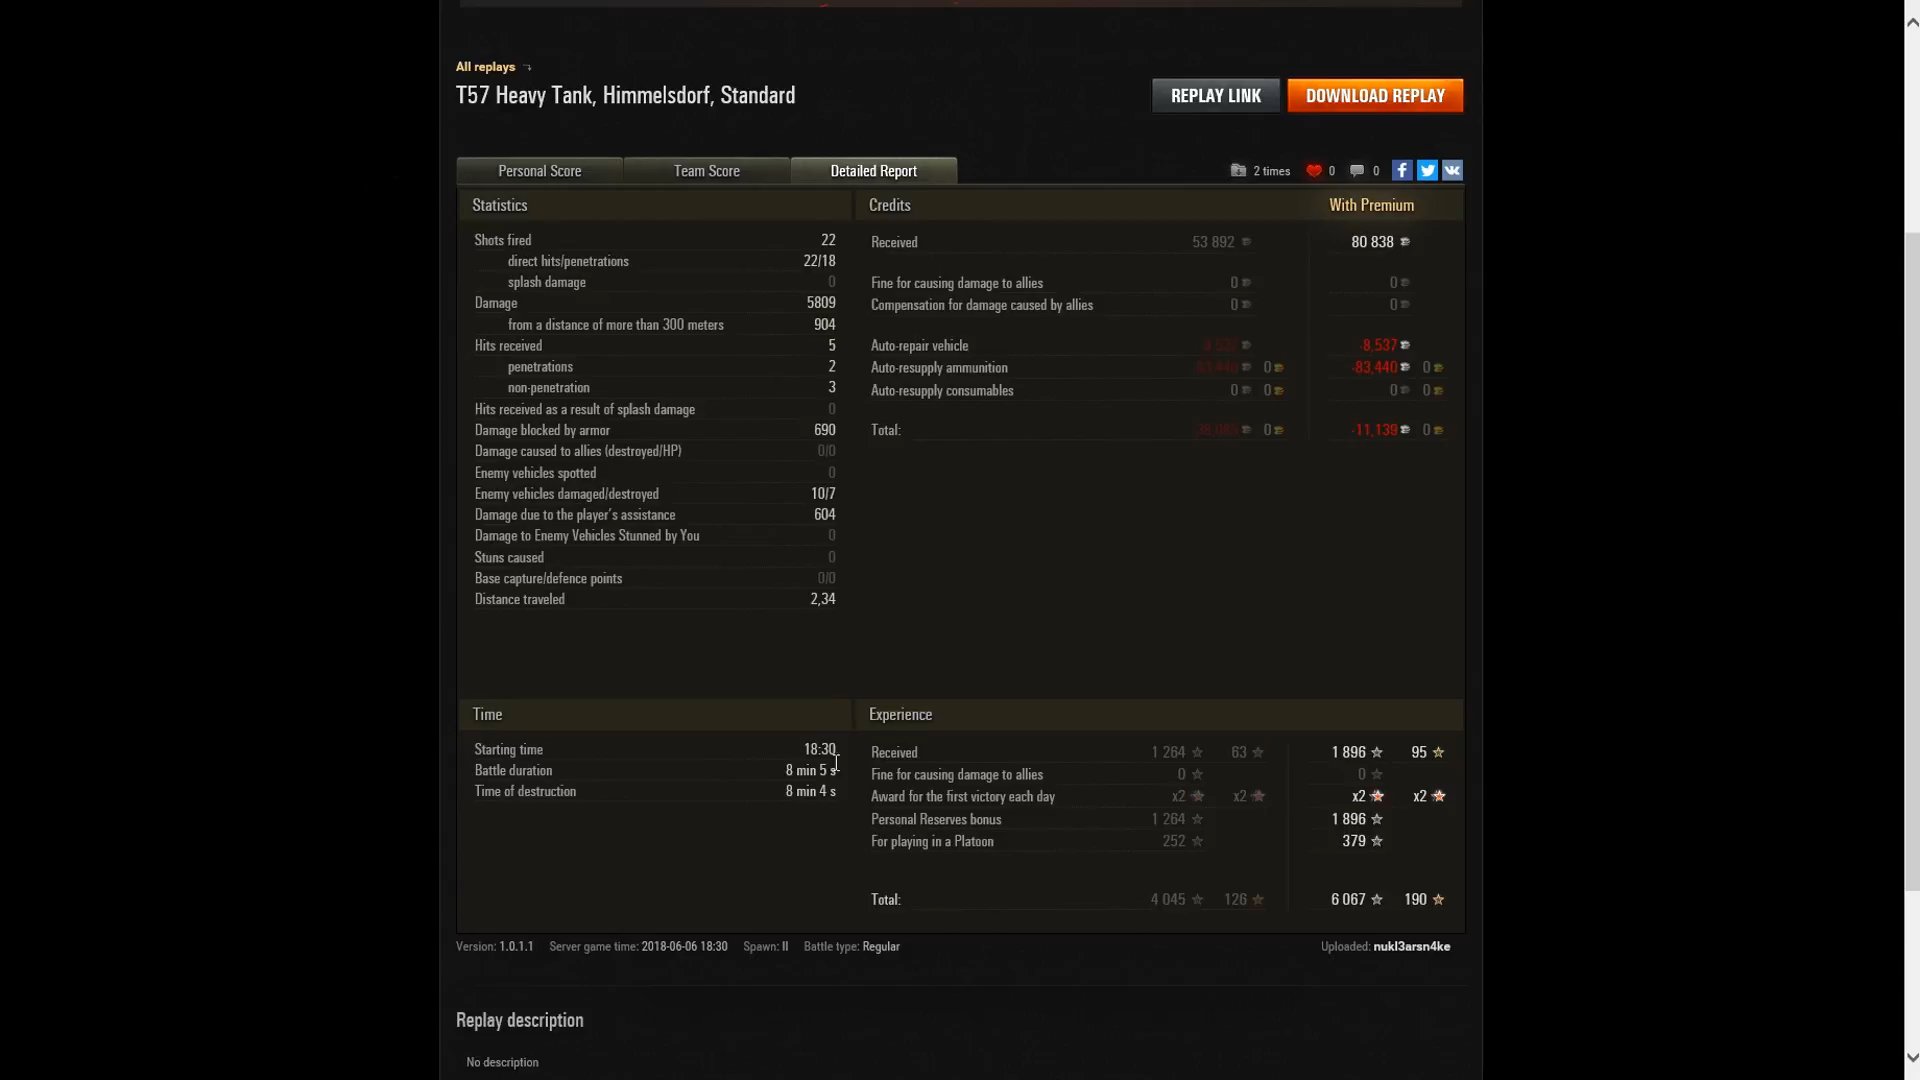 All replays
T57 Heavy Tank, Himmelsdorf, Standard
REPLAY LINK
DOWNLOAD REPLAY
Personal Score
Team Score
Detailed Report
2 times
0
0
Statistics
Shots fired 22
direct hits/penetrations 22/18
splash damage 0
Damage 5809
from a distance of more than 300 meters 904
Hits received 5
penetrations 2
non-penetration 3
Hits received as a result of splash damage 0
Damage blocked by armor 690
Damage caused to allies (destroyed/HP) 0/0
Enemy vehicles spotted 0
Enemy vehicles damaged/destroyed 10/7
Damage due to the player's assistance 604
Damage to Enemy Vehicles Stunned by You 0
Stuns caused 0
Base capture/defence points 0/0
Distance traveled 2,34
Credits With Premium
Received 53 892 80 838
Fine for causing damage to allies 0 0
Compensation for damage caused by allies 0 0
Auto-repair vehicle -8,537
Auto-resupply ammunition 0 -83,440 0
Auto-resupply consumables 0 0 0 0
Total: 0 -11,139 0
Time
Starting time 18:30
Battle duration 8 min 5 s
Time of destruction 8 min 4 s
Experience
Received 1 264 63 1 896 95
Fine for causing damage to allies 0 0
Award for the first victory each day x2 x2 x2 x2
Personal Reserves bonus 1 264 1 896
For playing in a Platoon 252 379
Total: 4 045 126 6 067 190
Version: 1.0.1.1 Server game time: 2018-06-06 18:30 Spawn: II Battle type: Regular
Uploaded: nukl3arsn4ke
Replay description
No description